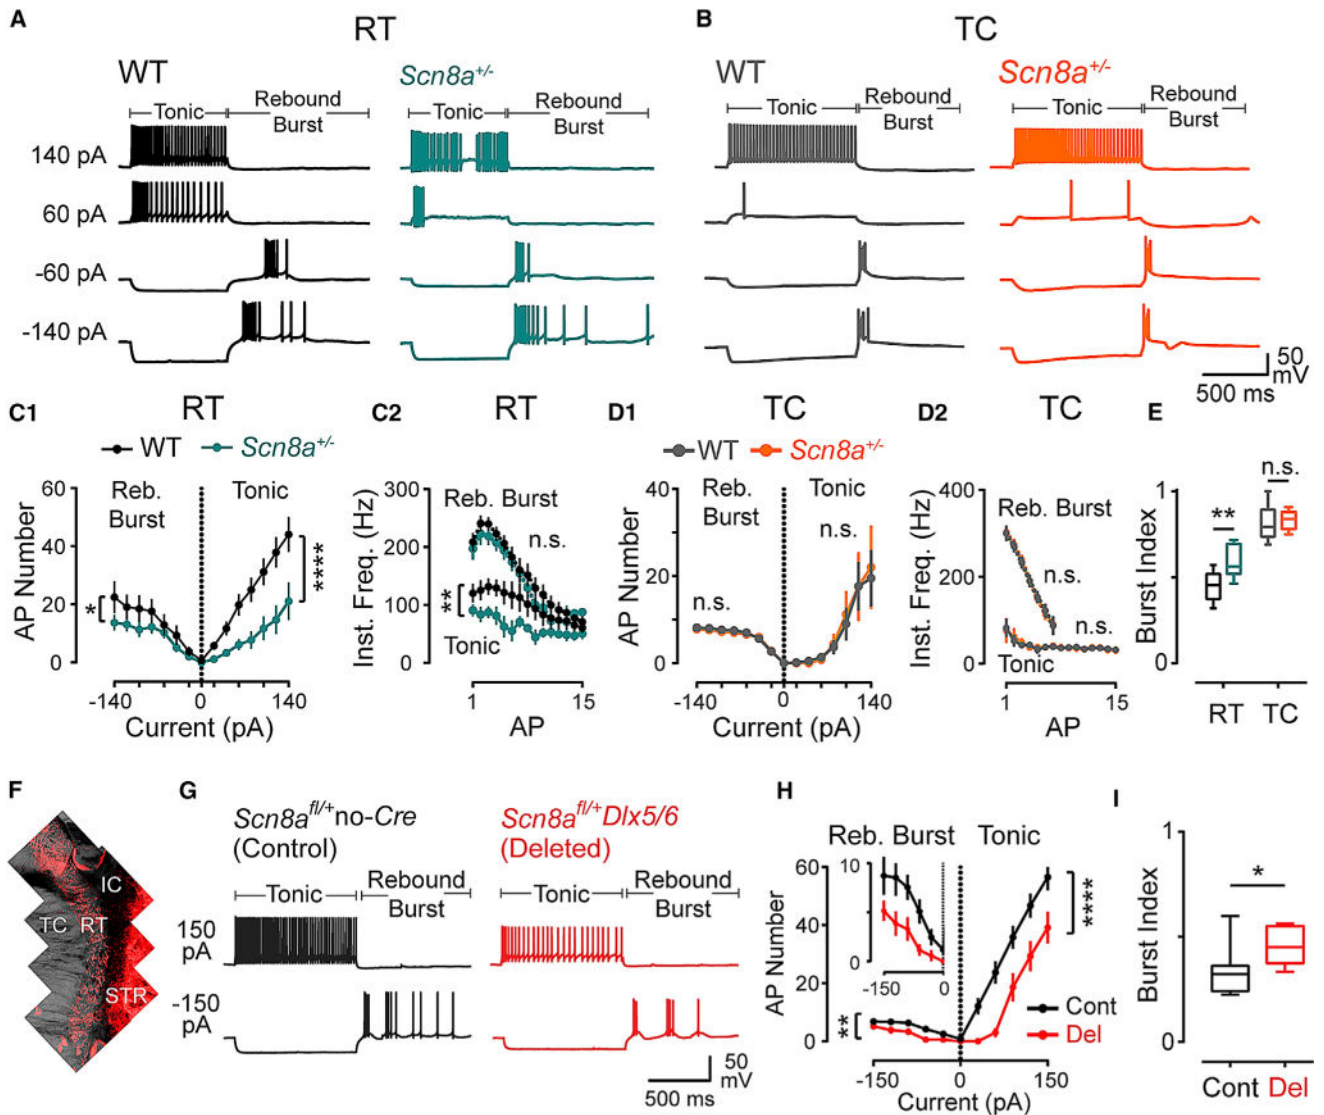 A
RT
B
TC
WT
Scn8a+/-
WT
Scn8a+/-
Tonic
Rebound
Burst
Tonic
Rebound
Burst
Tonic
Rebound
Burst
Tonic
Rebound
Burst
140 pA
60 pA
-60 pA
-140 pA
50
mV
500 ms
C1
RT
C2
RT
D1
TC
D2
TC
E
WT
Scn8a+/-
WT
Scn8a+/-
AP Number
60
40
20
0
Reb.
Burst
Tonic
*
****
-140
0
140
Current (pA)
Inst. Freq. (Hz)
300
200
100
0
Reb. Burst
n.s.
**
Tonic
1
15
AP
AP Number
40
20
0
Reb.
Burst
Tonic
n.s.
n.s.
-140
0
140
Current (pA)
Inst. Freq. (Hz)
400
200
0
Reb. Burst
n.s.
n.s.
Tonic
1
15
AP
Burst Index
1
0
**
n.s.
RT
TC
F
IC
TC
RT
STR
G
Scn8afl/+no-Cre
(Control)
Scn8afl/+Dlx5/6
(Deleted)
Tonic
Rebound
Burst
Tonic
Rebound
Burst
150
pA
-150
pA
50
mV
500 ms
H
Reb. Burst
Tonic
AP Number
60
40
20
0
10
0
-150
0
****
**
Cont
Del
-150
0
150
Current (pA)
I
Burst Index
1
0
*
Cont
Del